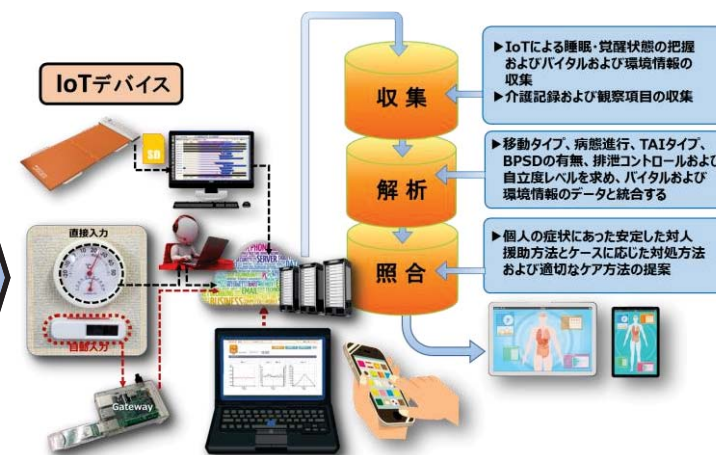 IoTデバイス
SD
直接入力
自動入力
Gateway
PHONE
SERVER
EMAIL
BUSINESS
収集
解析
照合
▶IoTによる睡眠・覚醒状態の把握
およびバイタルおよび環境情報の
収集
▶介護記録および観察項目の収集
▶移動タイプ、病態進行、TAIタイプ、
BPSDの有無、排泄コントロールおよび
自立度レベルを求め、バイタルおよび
環境情報のデータと統合する
▶個人の症状にあった安定した対人
援助方法とケースに応じた対処方法
および適切なケア方法の提案